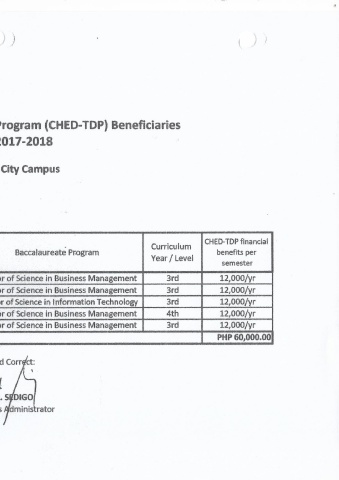 Program (CHED-TDP) Beneficiaries
2017-2018
City Campus
Baccalaureate Program
Curriculum
Year / Level
CHED-TDP financial
benefits per
semester
or of Science in Business Management 3rd 12,000/yr
or of Science in Business Management 3rd 12,000/yr
or of Science in Information Technology 3rd 12,000/yr
or of Science in Business Management 4th 12,000/yr
or of Science in Business Management 3rd 12,000/yr
PHP 60,000.00
d Correct:
. SEDIGO
s Administrator